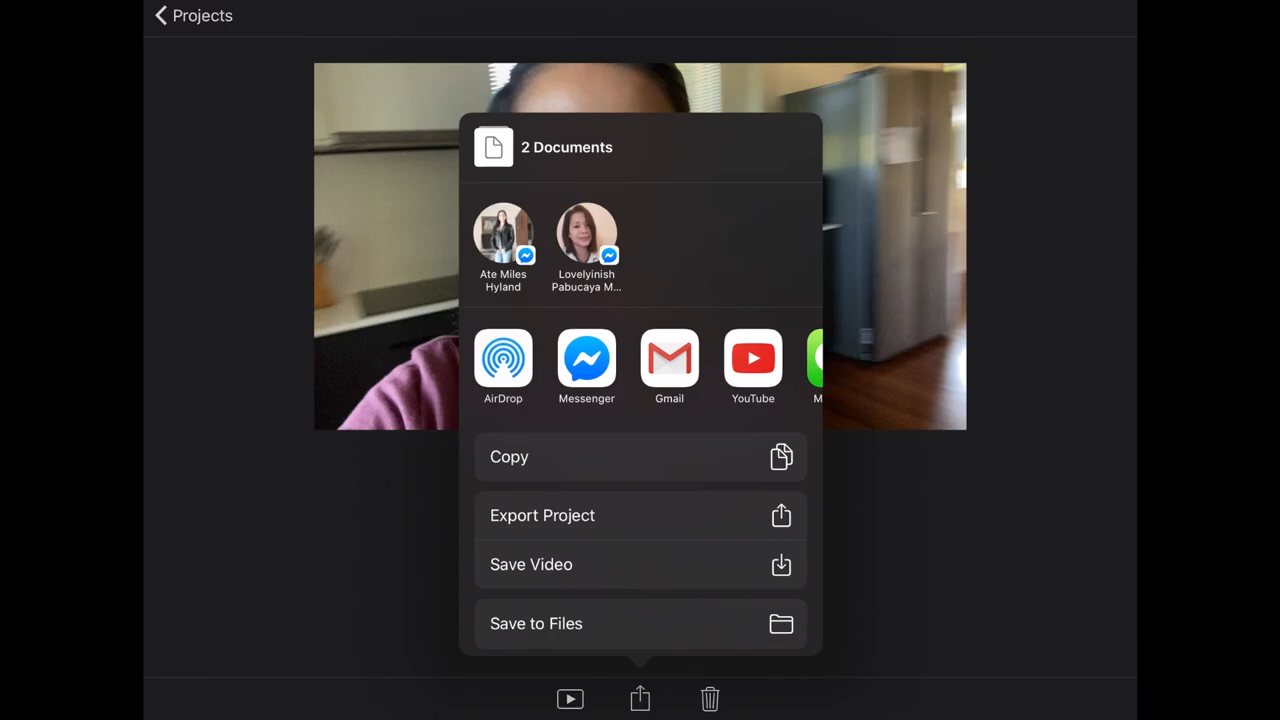 Projects
2 Documents
Ate Miles
Hyland
Lovelyinish
Pabucaya M...
AirDrop
Messenger
Gmail
YouTube
M
Copy
Export Project
Save Video
Save to Files